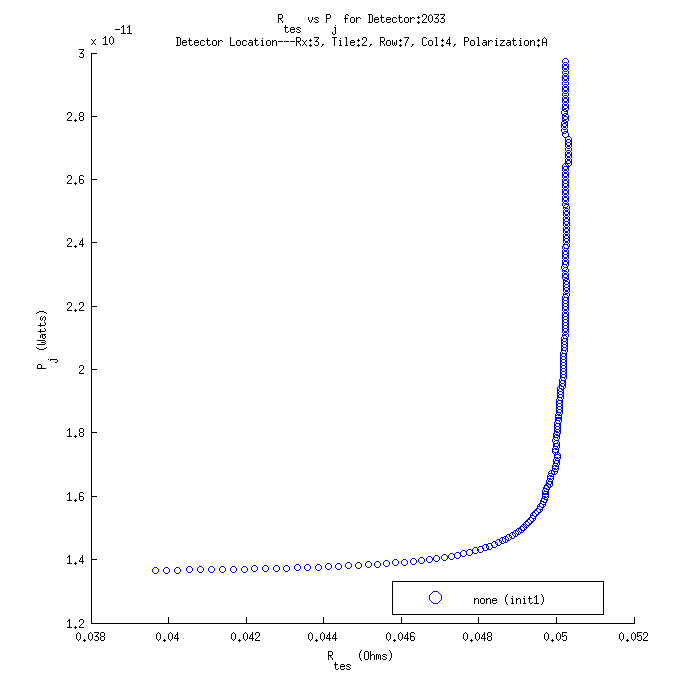 R_tes vs P_j for Detector:2033
Detector Location---Rx:3, Tile:2, Row:7, Col:4, Polarization:A
x 10^-11
3
2.8
2.6
2.4
2.2
2
1.8
1.6
1.4
1.2
P_j (Watts)
none (init1)
0.038 0.04 0.042 0.044 0.046 0.048 0.05 0.052
R_tes (Ohms)